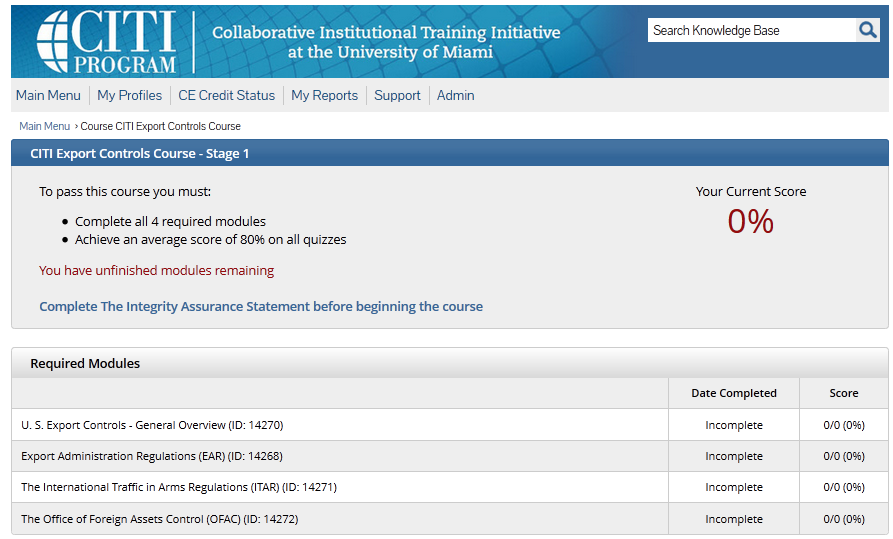 CITI
PROGRAM
Collaborative Institutional Training Initiative
at the University of Miami
Search Knowledge Base
Main Menu
My Profiles
CE Credit Status
My Reports
Support
Admin
Main Menu › Course CITI Export Controls Course
CITI Export Controls Course - Stage 1
To pass this course you must:
• Complete all 4 required modules
• Achieve an average score of 80% on all quizzes
You have unfinished modules remaining
Complete The Integrity Assurance Statement before beginning the course
Your Current Score
0%
Required Modules
Date Completed Score
U. S. Export Controls - General Overview (ID: 14270) Incomplete 0/0 (0%)
Export Administration Regulations (EAR) (ID: 14268) Incomplete 0/0 (0%)
The International Traffic in Arms Regulations (ITAR) (ID: 14271) Incomplete 0/0 (0%)
The Office of Foreign Assets Control (OFAC) (ID: 14272) Incomplete 0/0 (0%)